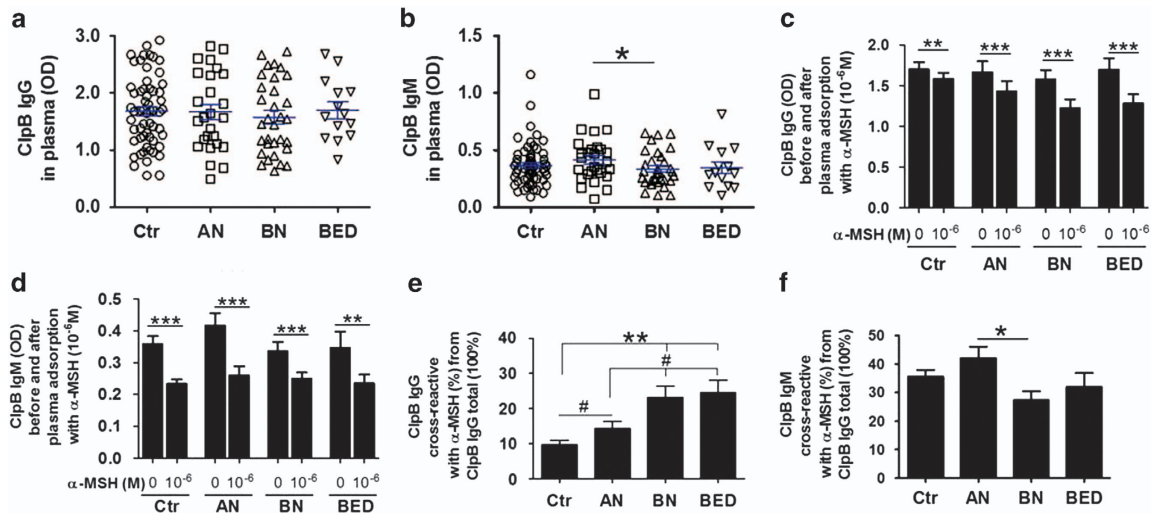 a
ClpB IgG
in plasma (OD)
3.0
2.0
1.0
0.0
Ctr AN BN BED
b
ClpB IgM
in plasma (OD)
1.5
1.0
0.5
0.0
*
Ctr AN BN BED
c
ClpB IgG (OD)
before and after
plasma adsorption
with α-MSH (10⁻⁶M)
2.0
1.5
1.0
0.5
0.0
** *** *** ***
α-MSH (M) 0 10⁻⁶ 0 10⁻⁶ 0 10⁻⁶ 0 10⁻⁶
Ctr AN BN BED
d
ClpB IgM (OD)
before and after
plasma adsorption
with α-MSH (10⁻⁶M)
0.5
0.4
0.3
0.2
0.1
0.0
*** *** *** **
α-MSH (M) 0 10⁻⁶ 0 10⁻⁶ 0 10⁻⁶ 0 10⁻⁶
Ctr AN BN BED
e
ClpB IgG
cross-reactive
with α-MSH (%) from
ClpB IgG total (100%)
40
30
20
10
0
**
#
#
Ctr AN BN BED
f
ClpB IgM
cross-reactive
with α-MSH (%) from
ClpB IgG total (100%)
50
40
30
20
10
0
*
Ctr AN BN BED